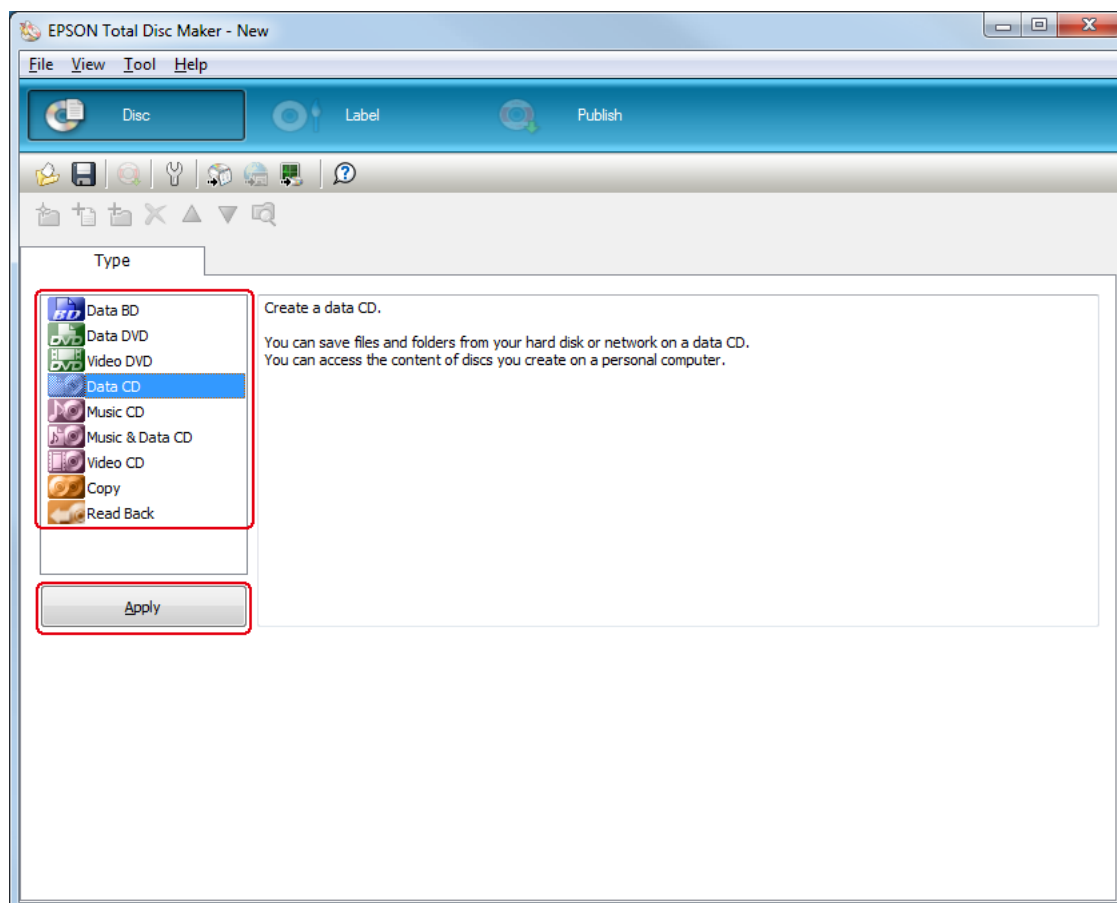 EPSON Total Disc Maker - New
File View Tool Help
Disc Label Publish
Type
Data BD
Data DVD
Video DVD
Data CD
Music CD
Music & Data CD
Video CD
Copy
Read Back
Apply
Create a data CD.
You can save files and folders from your hard disk or network on a data CD.
You can access the content of discs you create on a personal computer.